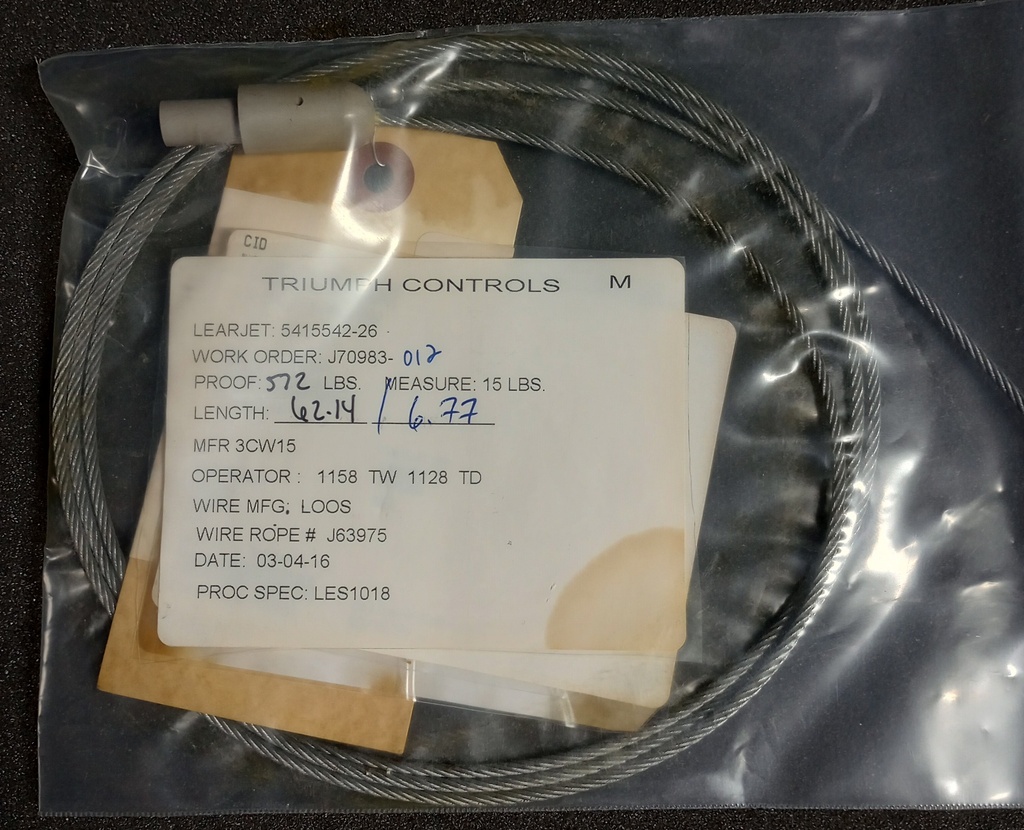 CID
TRIUMPH CONTROLS M
LEARJET: 5415542-26
WORK ORDER: J70983-012
PROOF: 572 LBS. / MEASURE: 15 LBS.
LENGTH: 62.14 / 6.77
MFR 3CW15
OPERATOR : 1158 TW 1128 TD
WIRE MFG; LOOS
WIRE ROPE # J63975
DATE: 03-04-16
PROC SPEC: LES1018